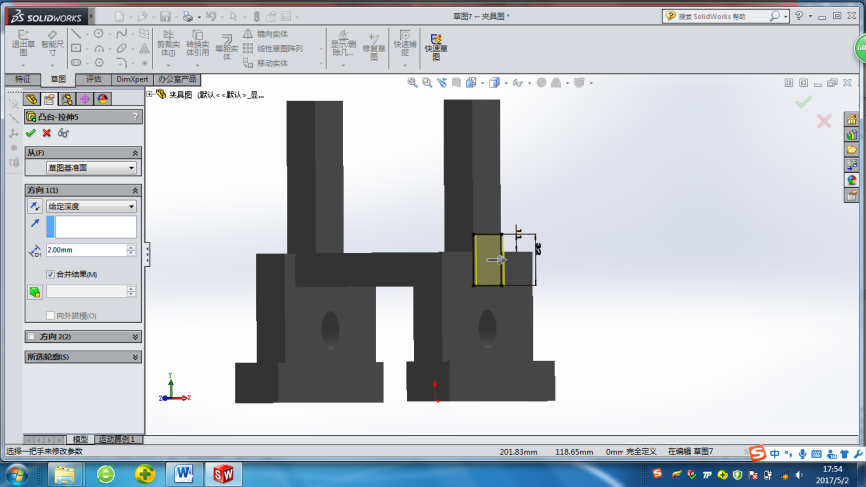 DS SOLIDWORKS
草图7 -- 夹具图 *
搜索 SolidWorks 帮助
退出草图
智能尺寸
剪裁实体(T)
转换实体引用
等距实体
镜向实体
线性草图阵列
移动实体
显示/删除几...
修复草图
快速捕捉
快速草图
60
特征
草图
评估
DimXpert
办公室产品
凸台-拉伸5
?
夹具图 (默认<<默认>_显...
从(F)
草图基准面
方向1(1)
给定深度
2.00mm
合并结果(M)
向外拔模(O)
方向2(2)
所选轮廓(S)
11
32
Y
Z
X
模型
运动算例1
选择一把手来修改参数
201.83mm
118.65mm
0mm
完全定义
在编辑 草图7
中
17:54
2017/5/2